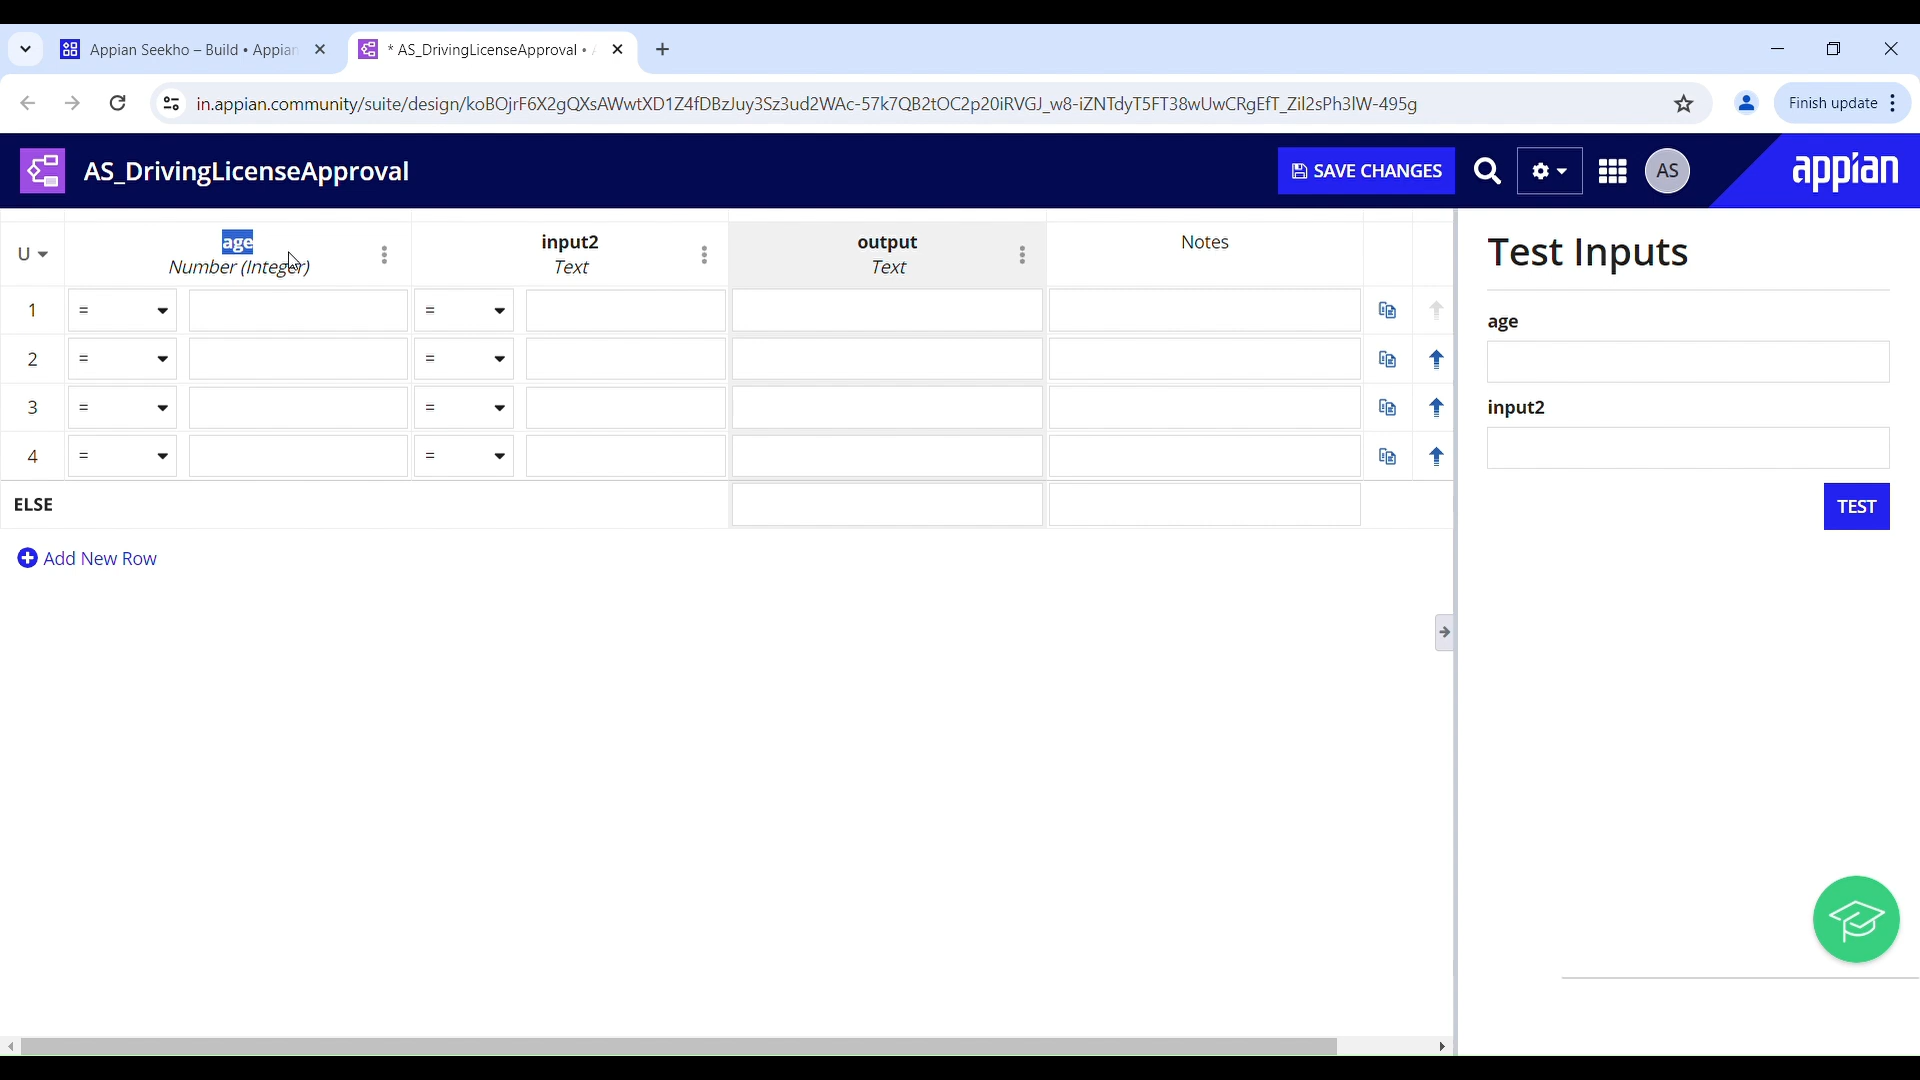 Appian Seekho – Build • Appian
* AS_DrivingLicenseApproval •
in.appian.community/suite/design/koBOjrF6X2gQXsAWwtXD1Z4fDBzJuy3Sz3ud2WAc-57k7QB2tOC2p20iRVGJ_w8-iZNTdyT5FT38wUwCRgEfT_Zil2sPh3lW-495g
Finish update
AS_DrivingLicenseApproval
SAVE CHANGES
AS
appian
U
age
Number (Integer)
input2
Text
output
Text
Notes
1 = =
2 = =
3 = =
4 = =
ELSE
Add New Row
Test Inputs
age
input2
TEST